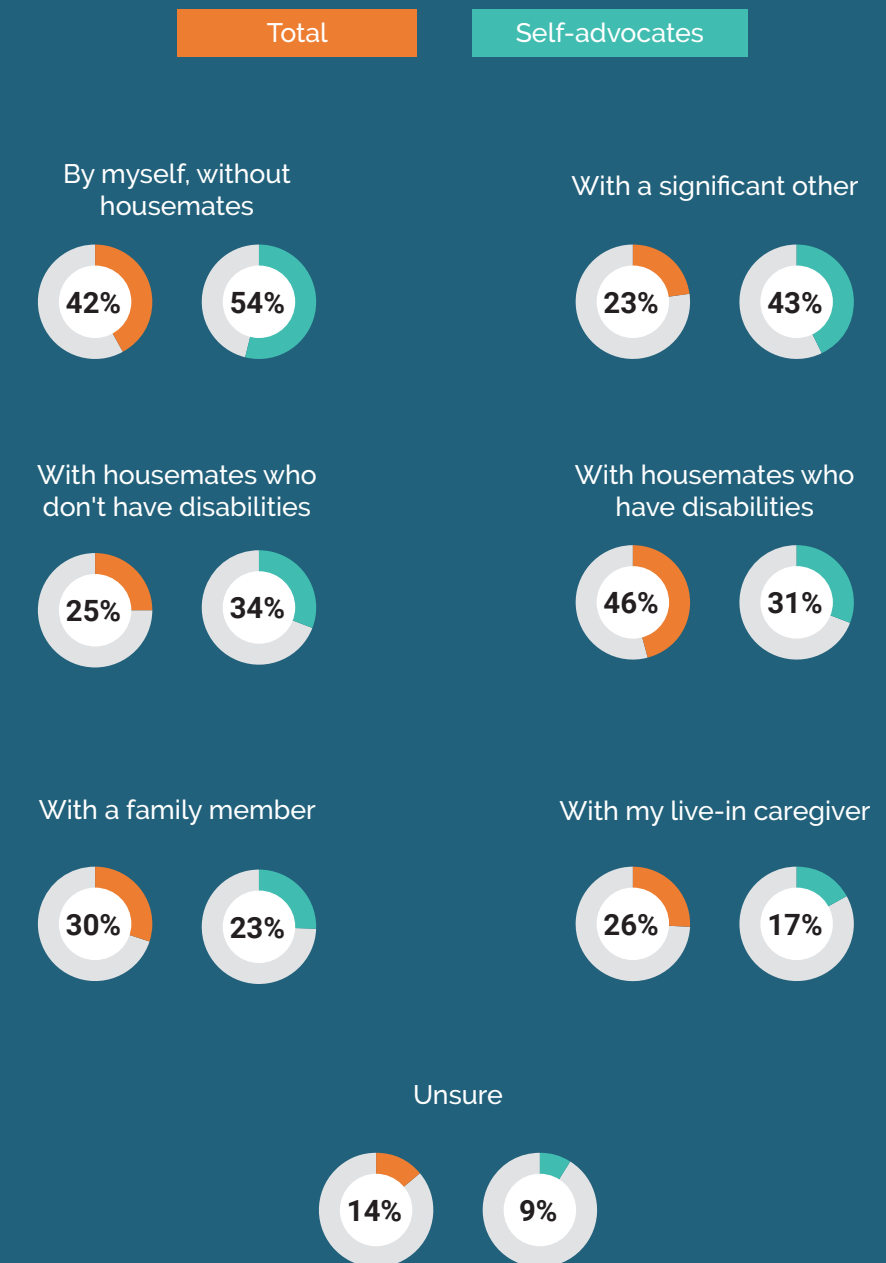 Total
Self-advocates
By myself, without
housemates
42%
54%
With a significant other
23%
43%
With housemates who
don't have disabilities
25%
34%
With housemates who
have disabilities
46%
31%
With a family member
30%
23%
With my live-in caregiver
26%
17%
Unsure
14%
9%